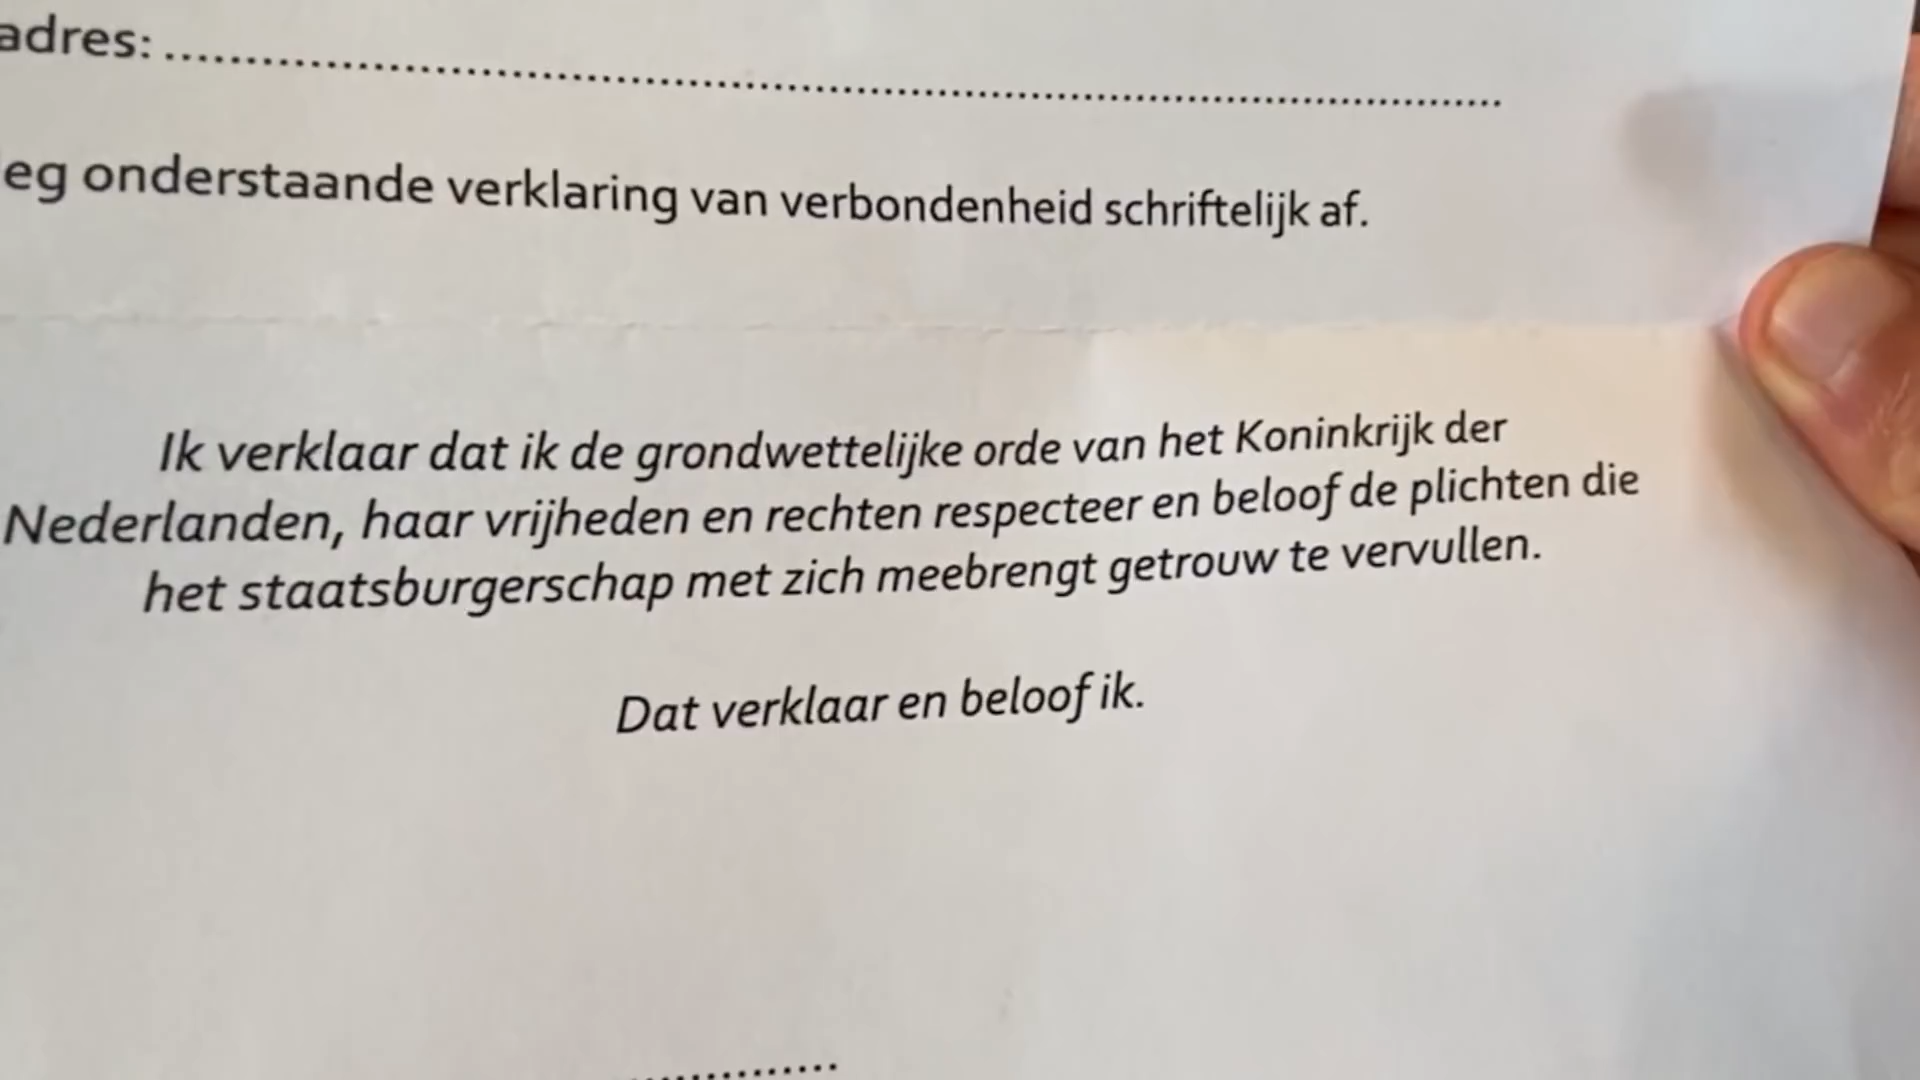 adres: ..............................................................................................
leg onderstaande verklaring van verbondenheid schriftelijk af.
Ik verklaar dat ik de grondwettelijke orde van het Koninkrijk der
Nederlanden, haar vrijheden en rechten respecteer en beloof de plichten die
het staatsburgerschap met zich meebrengt getrouw te vervullen.
Dat verklaar en beloof ik.